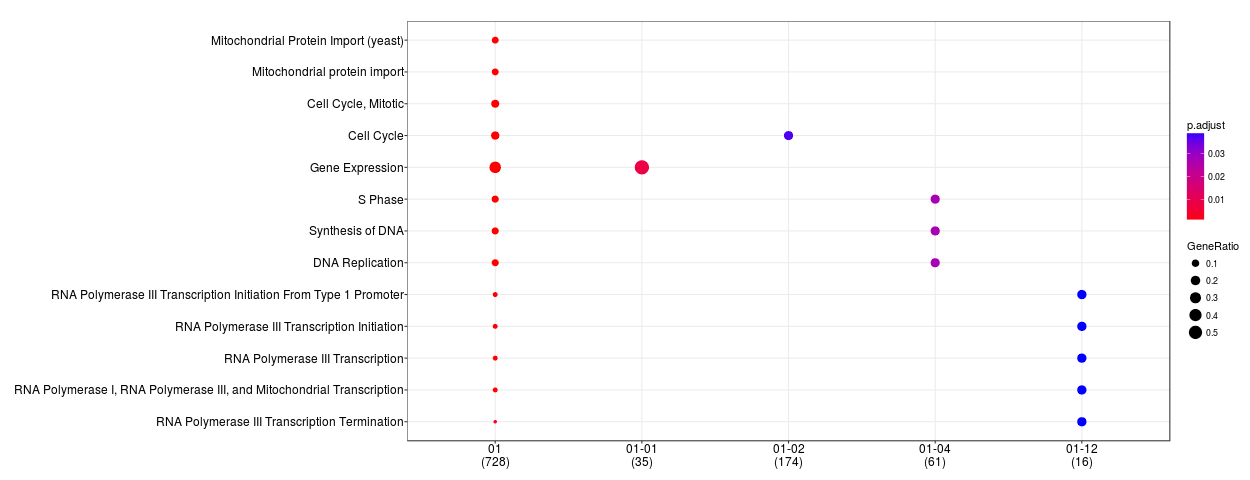 Mitochondrial Protein Import (yeast)
Mitochondrial protein import
Cell Cycle, Mitotic
Cell Cycle
Gene Expression
S Phase
Synthesis of DNA
DNA Replication
RNA Polymerase III Transcription Initiation From Type 1 Promoter
RNA Polymerase III Transcription Initiation
RNA Polymerase III Transcription
RNA Polymerase I, RNA Polymerase III, and Mitochondrial Transcription
RNA Polymerase III Transcription Termination
01 01-01 01-02 01-04 01-12
(728) (35) (174) (61) (16)
p.adjust
0.03
0.02
0.01
GeneRatio
0.1
0.2
0.3
0.4
0.5